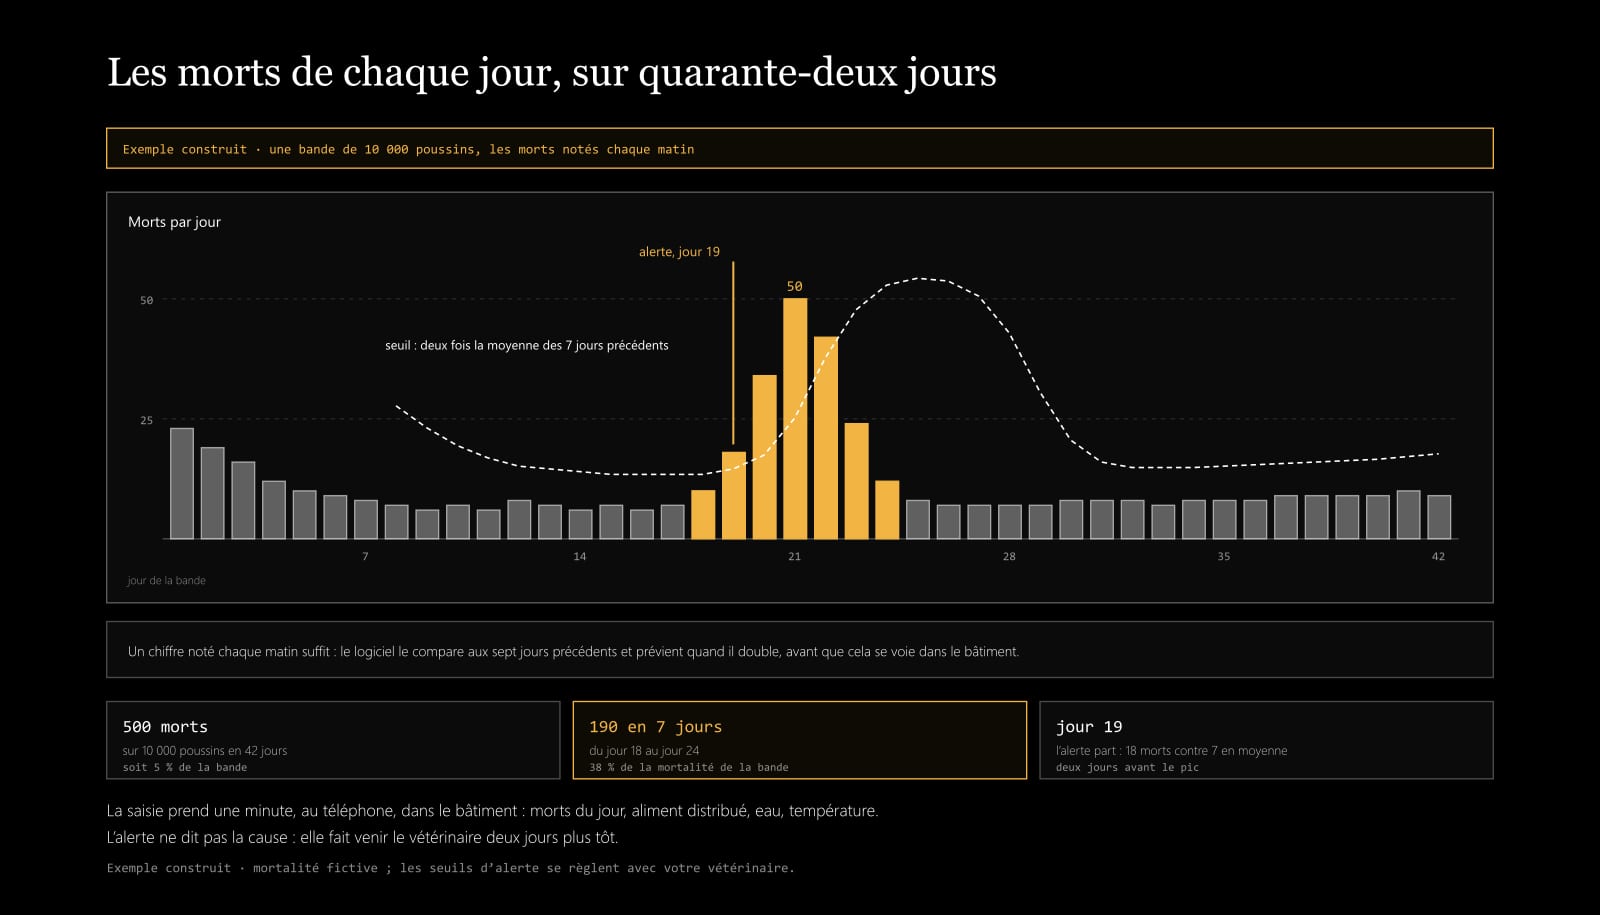 Les morts de chaque jour, sur quarante-deux jours
Exemple construit · une bande de 10 000 poussins, les morts notés chaque matin
Morts par jour
alerte, jour 19
50
50
seuil : deux fois la moyenne des 7 jours précédents
25
7 14 21 28 35 42
jour de la bande
Un chiffre noté chaque matin suffit : le logiciel le compare aux sept jours précédents et prévient quand il double, avant que cela se voie dans le bâtiment.
500 morts
sur 10 000 poussins en 42 jours
soit 5 % de la bande
190 en 7 jours
du jour 18 au jour 24
38 % de la mortalité de la bande
jour 19
l’alerte part : 18 morts contre 7 en moyenne
deux jours avant le pic
La saisie prend une minute, au téléphone, dans le bâtiment : morts du jour, aliment distribué, eau, température.
L’alerte ne dit pas la cause : elle fait venir le vétérinaire deux jours plus tôt.
Exemple construit · mortalité fictive ; les seuils d’alerte se règlent avec votre vétérinaire.